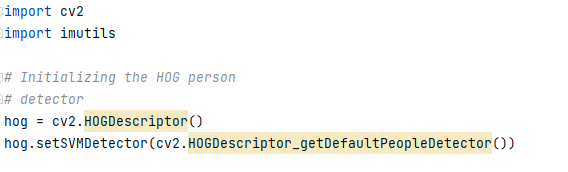 import cv2
import imutils
# Initializing the HOG person
# detector
hog = cv2.HOGDescriptor()
hog.setSVMDetector(cv2.HOGDescriptor_getDefaultPeopleDetector())